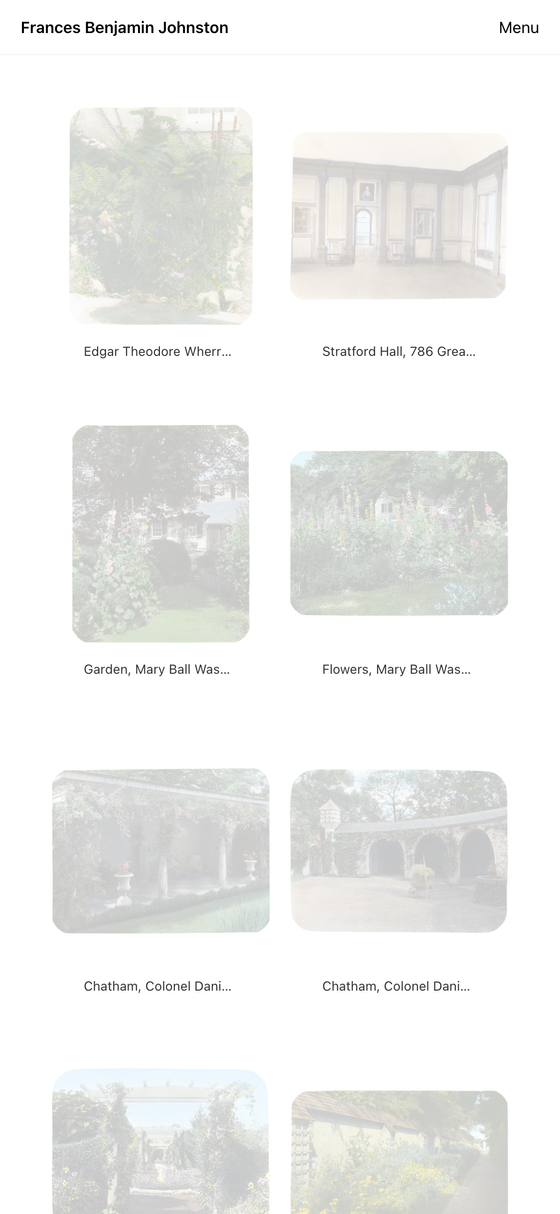 Frances Benjamin Johnston
Menu
Edgar Theodore Wherr...
Stratford Hall, 786 Grea...
Garden, Mary Ball Was...
Flowers, Mary Ball Was...
Chatham, Colonel Dani...
Chatham, Colonel Dani...